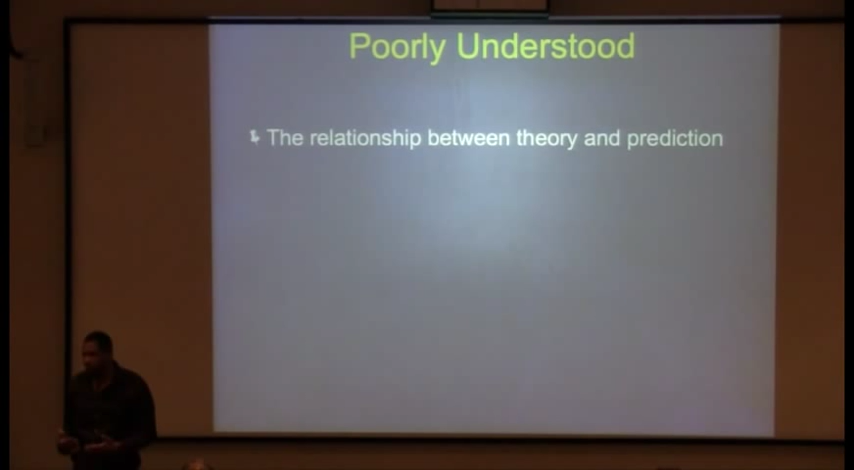 Poorly Understood
The relationship between theory and prediction